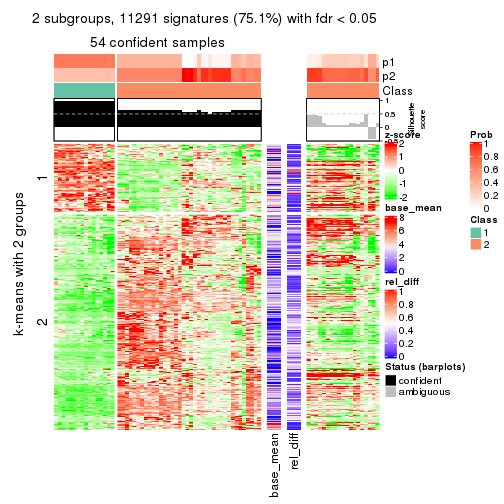 2 subgroups, 11291 signatures (75.1%) with fdr < 0.05
54 confident samples
p1
p2
Class
1
0.5
0
Silhouette
score
k-means with 2 groups
1
2
base_mean
rel_diff
z-score
2
1
0
-1
-2
base_mean
8
6
4
2
0
rel_diff
1
0.8
0.6
0.4
0.2
0
Status (barplots)
confident
ambiguous
Prob
1
0.8
0.6
0.4
0.2
0
Class
1
2